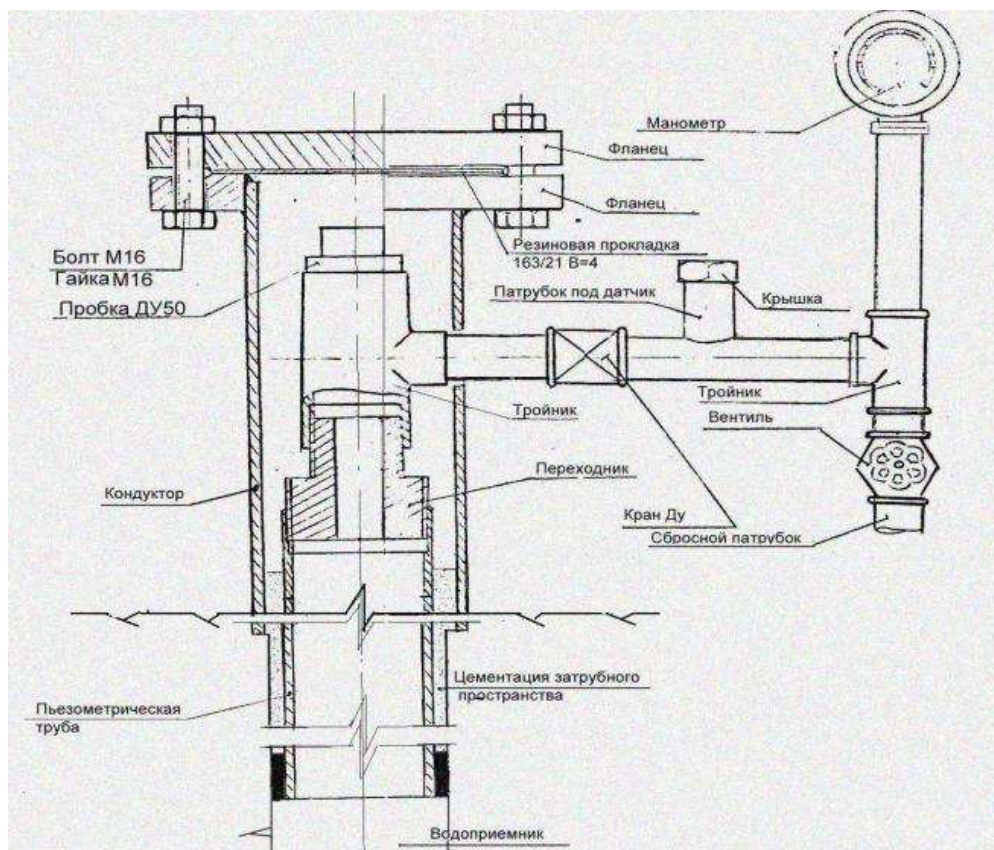 Манометр
Фланец
Фланец
Болт М16
Гайка М16
Пробка ДУ50
Резиновая прокладка
163/21 В=4
Патрубок под датчик
Крышка
Тройник
Тройник
Вентиль
Переходник
Кондуктор
Кран Ду
Сбросной патрубок
Цементация затрубного
пространства
Пьезометрическая
труба
Водоприемник